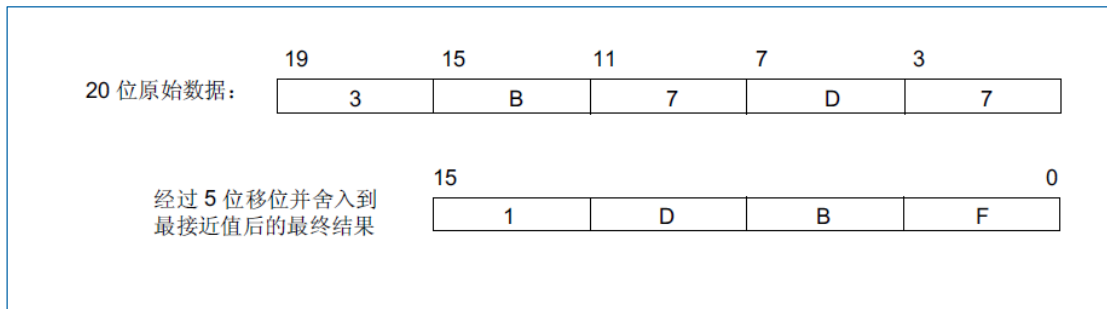 19 15 11 7 3
20 位原始数据： 3 B 7 D 7
15 0
经过 5 位移位并舍入到
最接近值后的最终结果
1 D B F